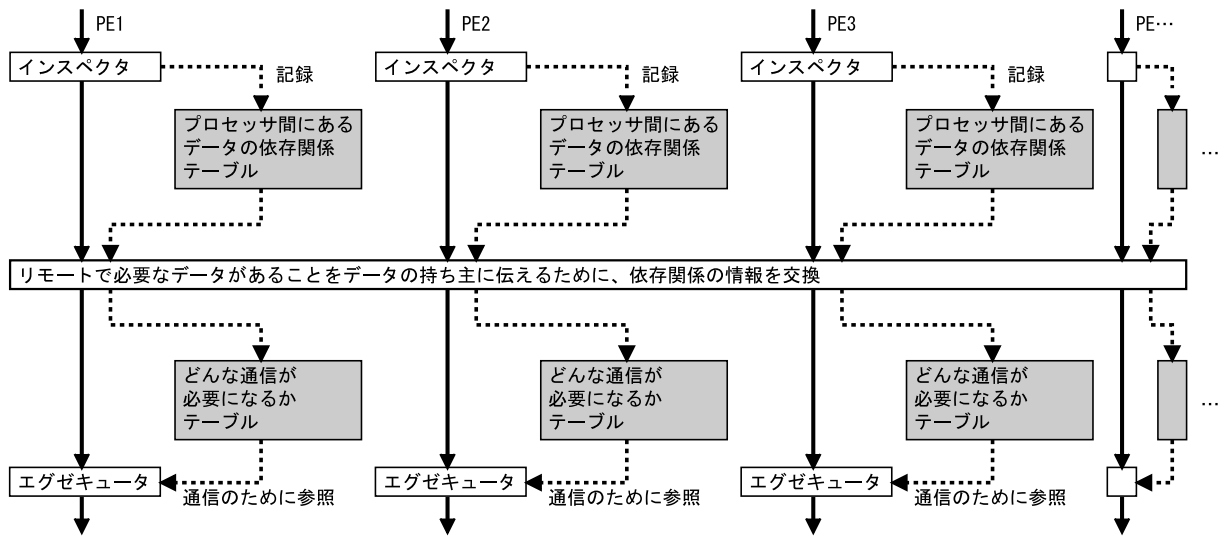 PE1
PE2
PE3
PE…
インスペクタ
インスペクタ
インスペクタ
記録
記録
記録
プロセッサ間にある
データの依存関係
テーブル
プロセッサ間にある
データの依存関係
テーブル
プロセッサ間にある
データの依存関係
テーブル
…
リモートで必要なデータがあることをデータの持ち主に伝えるために、依存関係の情報を交換
どんな通信が
必要になるか
テーブル
どんな通信が
必要になるか
テーブル
どんな通信が
必要になるか
テーブル
…
エグゼキュータ
エグゼキュータ
エグゼキュータ
通信のために参照
通信のために参照
通信のために参照